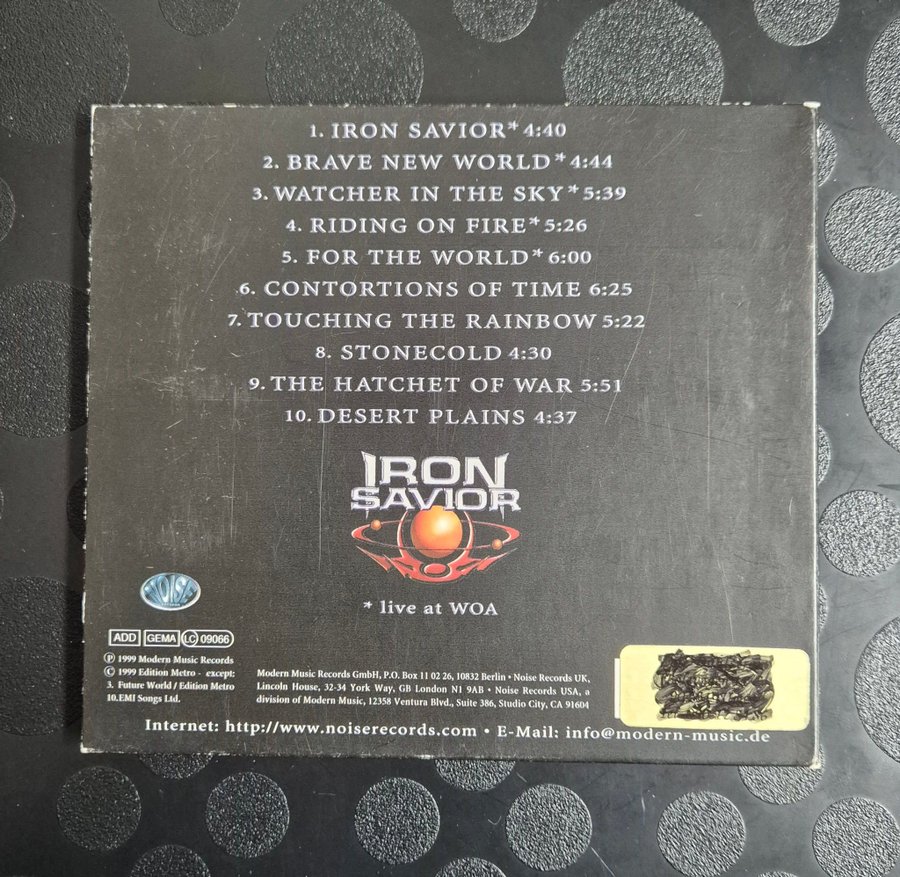 1. IRON SAVIOR* 4:40
2. BRAVE NEW WORLD* 4:44
3. WATCHER IN THE SKY* 5:39
4. RIDING ON FIRE* 5:26
5. FOR THE WORLD* 6:00
6. CONTORTIONS OF TIME 6:25
7. TOUCHING THE RAINBOW 5:22
8. STONECOLD 4:30
9. THE HATCHET OF WAR 5:51
10. DESERT PLAINS 4:37
IRON
SAVIOR
NOISE
* live at WOA
ADD GEMA LC 09066
Ⓟ 1999 Modern Music Records
© 1999 Edition Metro - except:
3. Future World / Edition Metro
10. EMI Songs Ltd.
Modern Music Records GmbH, P.O. Box 11 02 26, 10832 Berlin • Noise Records UK,
Lincoln House, 32-34 York Way, GB London N1 9AB • Noise Records USA, a
division of Modern Music, 12358 Ventura Blvd., Suite 386, Studio City, CA 91604
Internet: http://www.noiserecords.com • E-Mail: info@modern-music.de